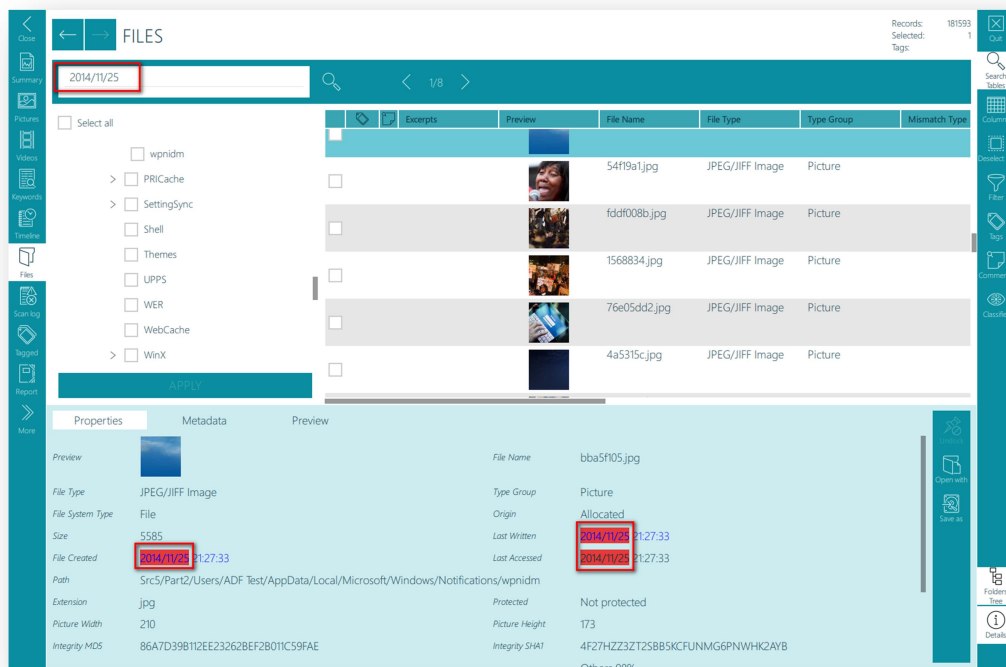 Close
Summary
Pictures
Videos
Keywords
Timeline
Files
Scan log
Tagged
Report
More
FILES
Records: 181593
Selected: 1
Tags:
2014/11/25
1/8
Select all
wpnidm
PRICache
SettingSync
Shell
Themes
UPPS
WER
WebCache
WinX
APPLY
Excerpts Preview File Name File Type Type Group Mismatch Type
54f19a1.jpg JPEG/JIFF Image Picture
fddf008b.jpg JPEG/JIFF Image Picture
1568834.jpg JPEG/JIFF Image Picture
76e05dd2.jpg JPEG/JIFF Image Picture
4a5315c.jpg JPEG/JIFF Image Picture
Properties Metadata Preview
Preview
File Name bba5f105.jpg
File Type JPEG/JIFF Image Type Group Picture
File System Type File Origin Allocated
Size 5585 Last Written 2014/11/25 21:27:33
File Created 2014/11/25 21:27:33 Last Accessed 2014/11/25 21:27:33
Path Src5/Part2/Users/ADF Test/AppData/Local/Microsoft/Windows/Notifications/wpnidm
Extension jpg Protected Not protected
Picture Width 210 Picture Height 173
Integrity MD5 86A7D39B112EE23262BEF2B011C59FAE Integrity SHA1 4F27HZZ3ZT2SBB5KCFUNMG6PNWHK2AYB
Others 98%
Undock
Open with
Save as
Quit
Search
Tables
Column
Deselect
Filter
Tags
Commen
Classifie
Folders
Tree
Details